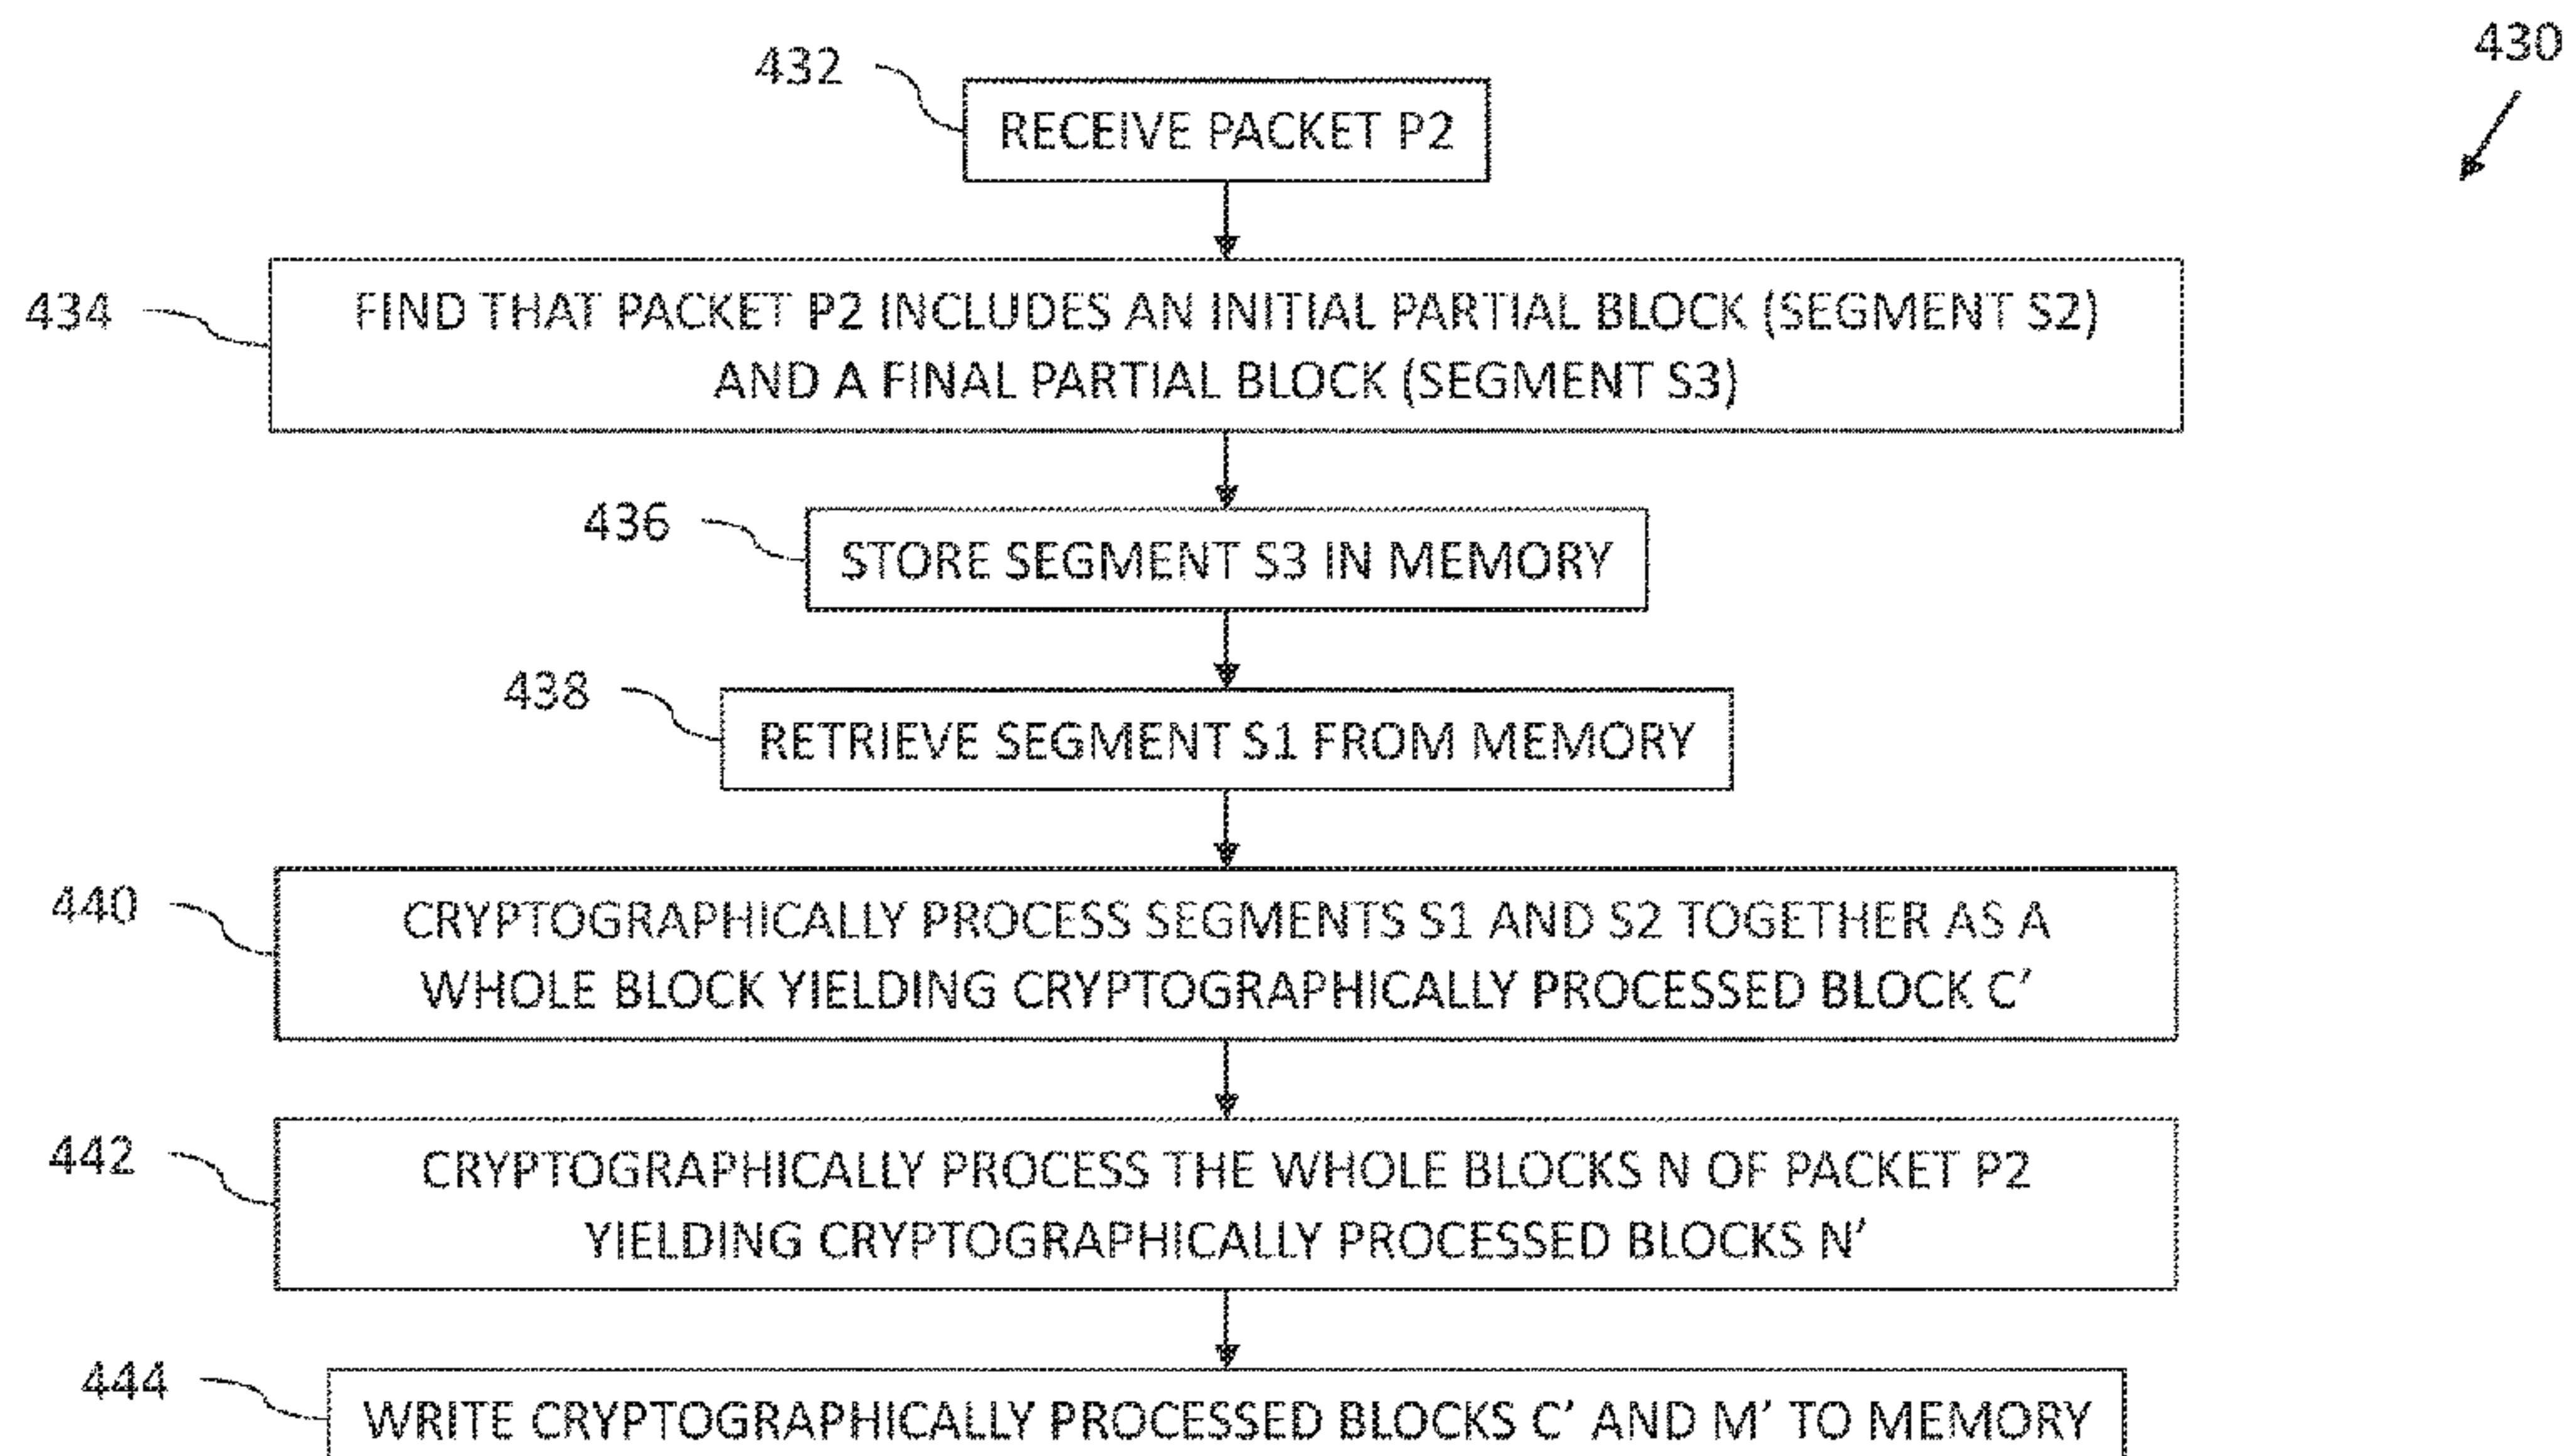 430
432
RECEIVE PACKET P2
434
FIND THAT PACKET P2 INCLUDES AN INITIAL PARTIAL BLOCK (SEGMENT S2)
AND A FINAL PARTIAL BLOCK (SEGMENT S3)
436
STORE SEGMENT S3 IN MEMORY
438
RETRIEVE SEGMENT S1 FROM MEMORY
440
CRYPTOGRAPHICALLY PROCESS SEGMENTS S1 AND S2 TOGETHER AS A
WHOLE BLOCK YIELDING CRYPTOGRAPHICALLY PROCESSED BLOCK C'
442
CRYPTOGRAPHICALLY PROCESS THE WHOLE BLOCKS N OF PACKET P2
YIELDING CRYPTOGRAPHICALLY PROCESSED BLOCKS N'
444
WRITE CRYPTOGRAPHICALLY PROCESSED BLOCKS C' AND M' TO MEMORY